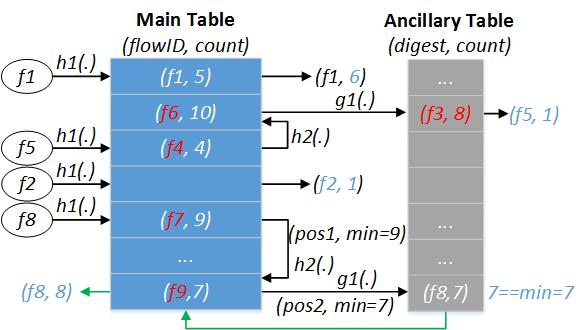 Main Table
(flowID, count)
Ancillary Table
(digest, count)
f1
h1(.)
(f1, 5)
(f1, 6)
...
(f6, 10)
g1(.)
(f3, 8)
(f5, 1)
f5
h1(.)
(f4, 4)
h2(.)
f2
h1(.)
(f2, 1)
f8
h1(.)
(f7, 9)
(pos1, min=9)
...
...
h2(.)
(f8, 8)
(f9,7)
g1(.)
(pos2, min=7)
(f8,7)
7==min=7